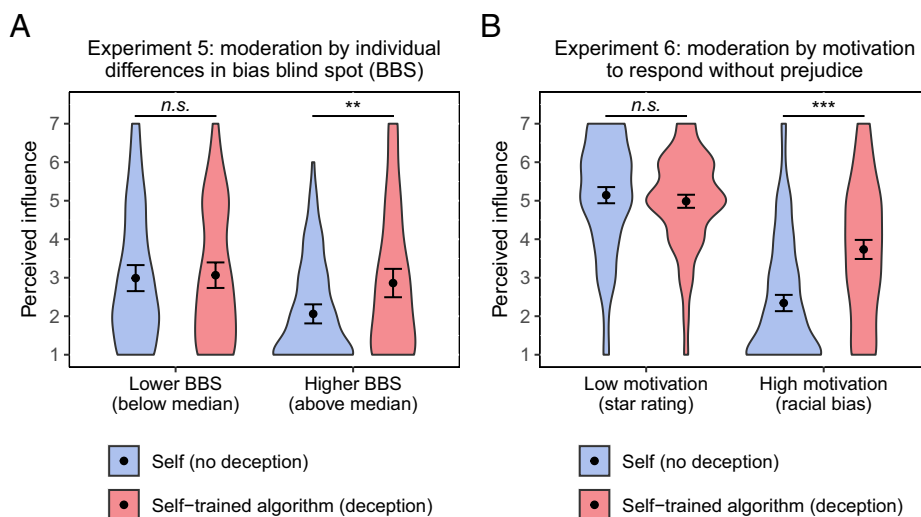 A
Experiment 5: moderation by individual
differences in bias blind spot (BBS)
n.s.
**
7
6
5
4
3
2
1
Perceived influence
Lower BBS
(below median)
Higher BBS
(above median)
Self (no deception)
Self−trained algorithm (deception)
B
Experiment 6: moderation by motivation
to respond without prejudice
n.s.
***
7
6
5
4
3
2
1
Perceived influence
Low motivation
(star rating)
High motivation
(racial bias)
Self (no deception)
Self−trained algorithm (deception)